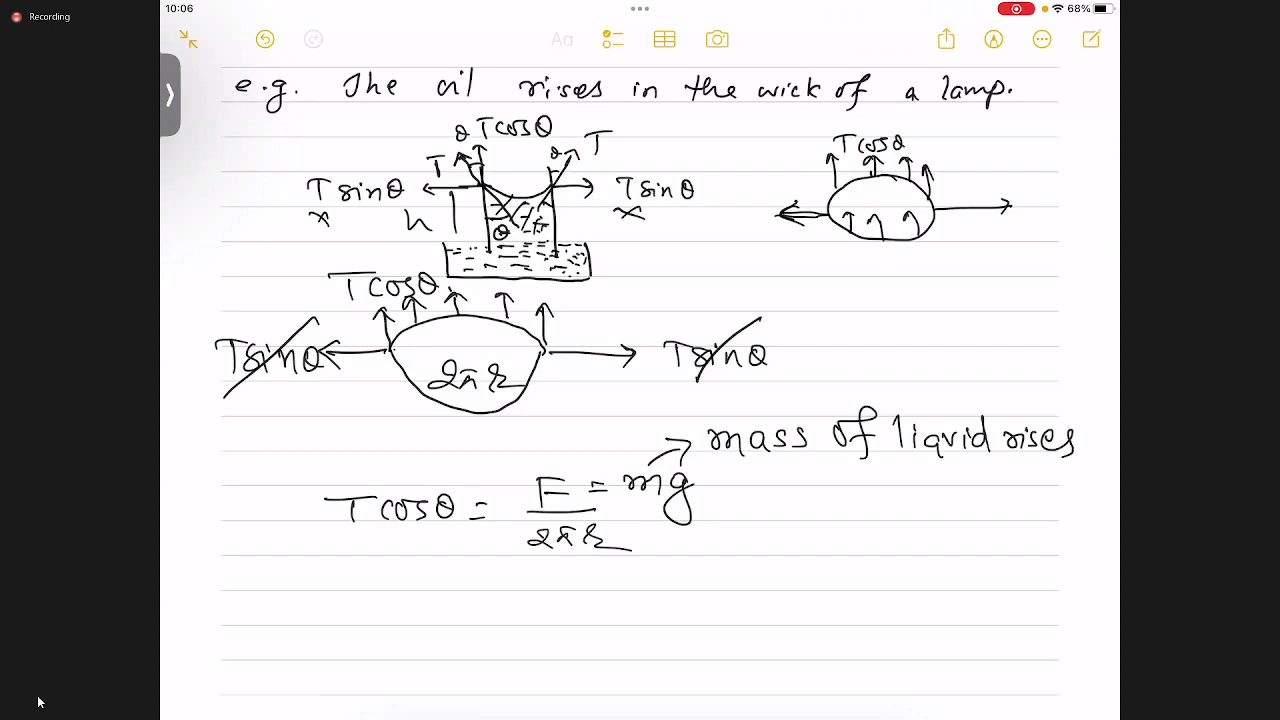 Recording
10:06
68%
Aa
e.g. The oil rises in the wick of a lamp.
θ T cosθ
θ T
T
T sinθ
x
h
θ
T sinθ
x
T cosθ
T cosθ
T sinθ
2πr
T sinθ
mass of liquid rises
T cosθ = F = mg
2πr